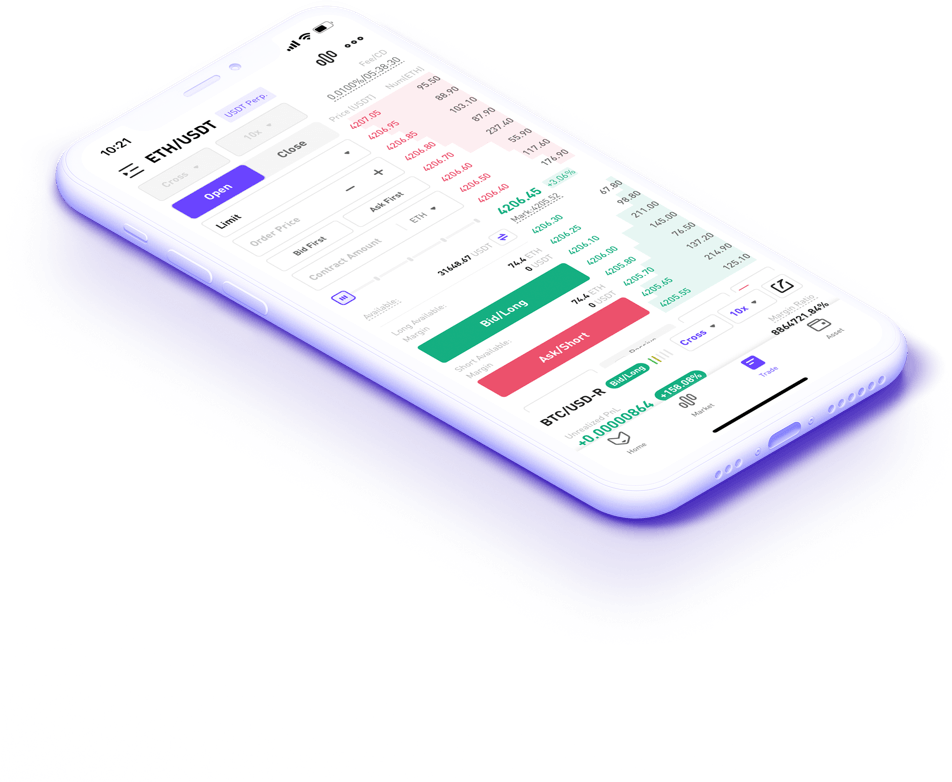 10:21
ETH/USDT USDT Perp.
Cross 10x
Open Close
Limit
Order Price
Bid First Ask First
Contract Amount ETH
Available: 31648.67 USDT
Long Available: 74.4 ETH
Margin 0 USDT
Bid/Long
Short Available: 74.4 ETH
Margin 0 USDT
Ask/Short
Fee/CD
0.0100%/05:38:30
Price (USDT) Num(ETH)
4207.05 95.50
4206.95 88.90
4206.85 103.10
4206.80 87.90
4206.70 237.40
4206.60 55.90
4206.50 117.60
4206.40 176.90
4206.45 +3.06%
Mark:4205.52
4206.30 67.80
4206.25 98.80
4206.10 211.00
4206.00 145.00
4205.80 76.50
4205.70 137.20
4205.65 214.90
4205.55 125.10
BTC/USD-R Bid/Long Cross 10x
Unrealized PnL Margin Ratio
+0.00000864 +158.08% 8864721.84%
Home Market Trade Asset